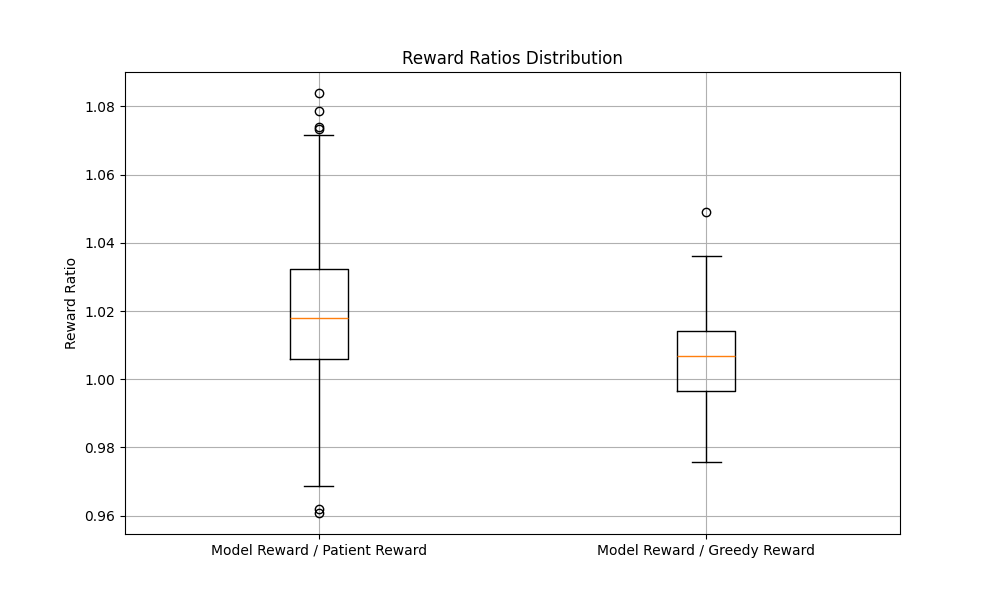 Reward Ratios Distribution
Reward Ratio
1.08
1.06
1.04
1.02
1.00
0.98
0.96
Model Reward / Patient Reward
Model Reward / Greedy Reward